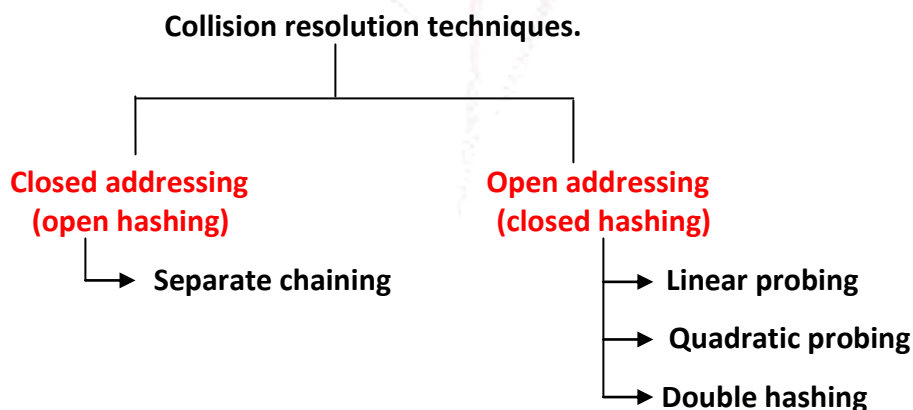 Collision resolution techniques.
Closed addressing
(open hashing)
Separate chaining
Open addressing
(closed hashing)
Linear probing
Quadratic probing
Double hashing